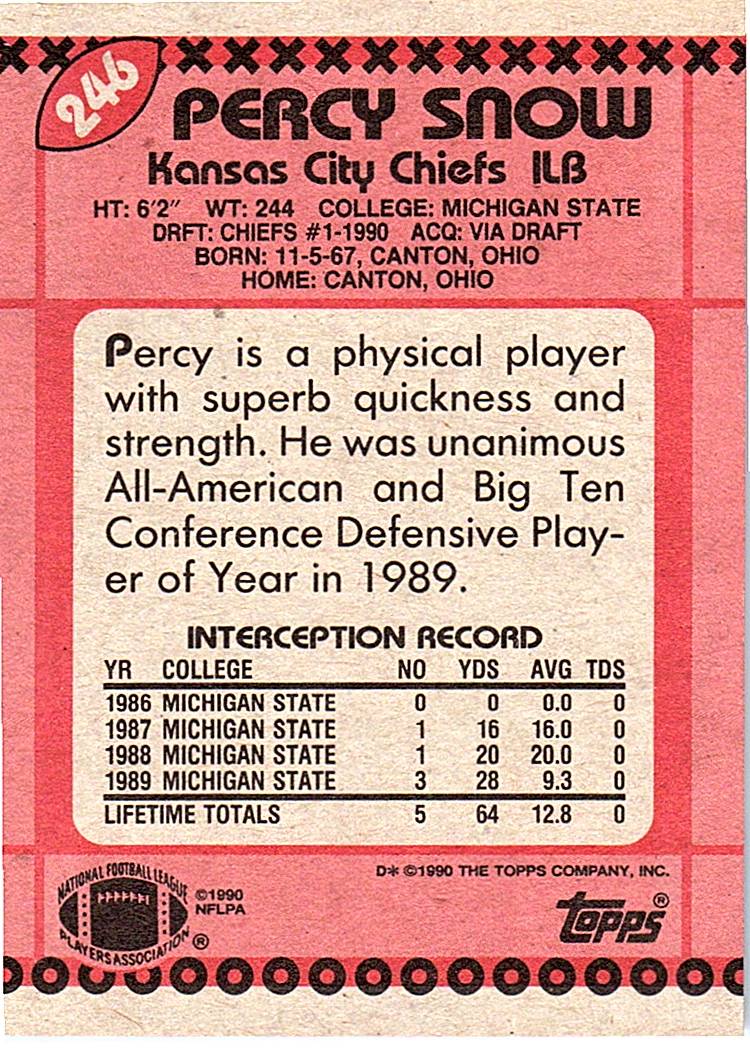 246
PERCY SNOW
Kansas City Chiefs ILB
HT: 6'2" WT: 244 COLLEGE: MICHIGAN STATE
DRFT: CHIEFS #1-1990 ACQ: VIA DRAFT
BORN: 11-5-67, CANTON, OHIO
HOME: CANTON, OHIO
Percy is a physical player
with superb quickness and
strength. He was unanimous
All-American and Big Ten
Conference Defensive Play-
er of Year in 1989.
INTERCEPTION RECORD
YR COLLEGE NO YDS AVG TDS
1986 MICHIGAN STATE 0 0 0.0 0
1987 MICHIGAN STATE 1 16 16.0 0
1988 MICHIGAN STATE 1 20 20.0 0
1989 MICHIGAN STATE 3 28 9.3 0
LIFETIME TOTALS 5 64 12.8 0
D* ©1990 THE TOPPS COMPANY, INC.
NATIONAL FOOTBALL LEAGUE
PLAYERS ASSOCIATION ®
©1990
NFLPA
topps ®